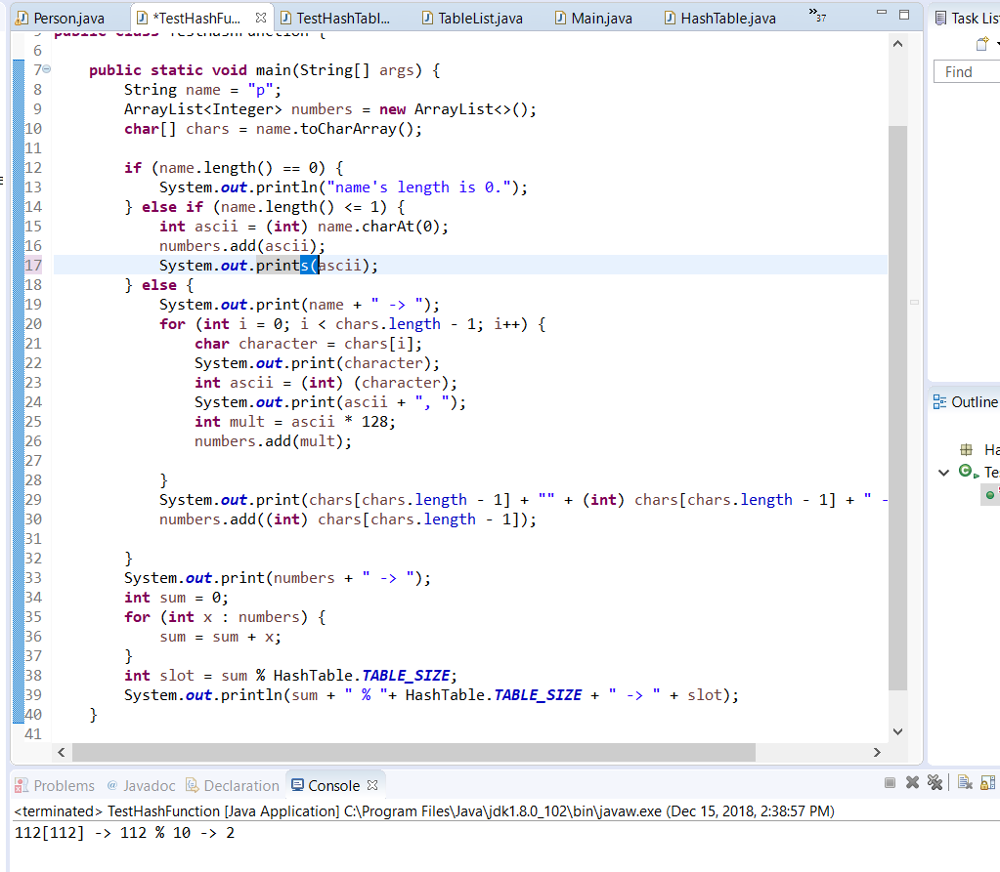 Person.java
*TestHashFu...
TestHashTabl...
TableList.java
Main.java
HashTable.java
»37
Task Lis
Find
5 public class TestHashFunction {
6
7 public static void main(String[] args) {
8 String name = "p";
9 ArrayList<Integer> numbers = new ArrayList<>();
10 char[] chars = name.toCharArray();
11
12 if (name.length() == 0) {
13 System.out.println("name's length is 0.");
14 } else if (name.length() <= 1) {
15 int ascii = (int) name.charAt(0);
16 numbers.add(ascii);
17 System.out.prints(ascii);
18 } else {
19 System.out.print(name + " -> ");
20 for (int i = 0; i < chars.length - 1; i++) {
21 char character = chars[i];
22 System.out.print(character);
23 int ascii = (int) (character);
24 System.out.print(ascii + ", ");
25 int mult = ascii * 128;
26 numbers.add(mult);
27
28 }
29 System.out.print(chars[chars.length - 1] + "" + (int) chars[chars.length - 1] + " -
30 numbers.add((int) chars[chars.length - 1]);
31
32 }
33 System.out.print(numbers + " -> ");
34 int sum = 0;
35 for (int x : numbers) {
36 sum = sum + x;
37 }
38 int slot = sum % HashTable.TABLE_SIZE;
39 System.out.println(sum + " % "+ HashTable.TABLE_SIZE + " -> " + slot);
40 }
41
Outline
Ha
Te
Problems @ Javadoc Declaration Console
<terminated> TestHashFunction [Java Application] C:\Program Files\Java\jdk1.8.0_102\bin\javaw.exe (Dec 15, 2018, 2:38:57 PM)
112[112] -> 112 % 10 -> 2